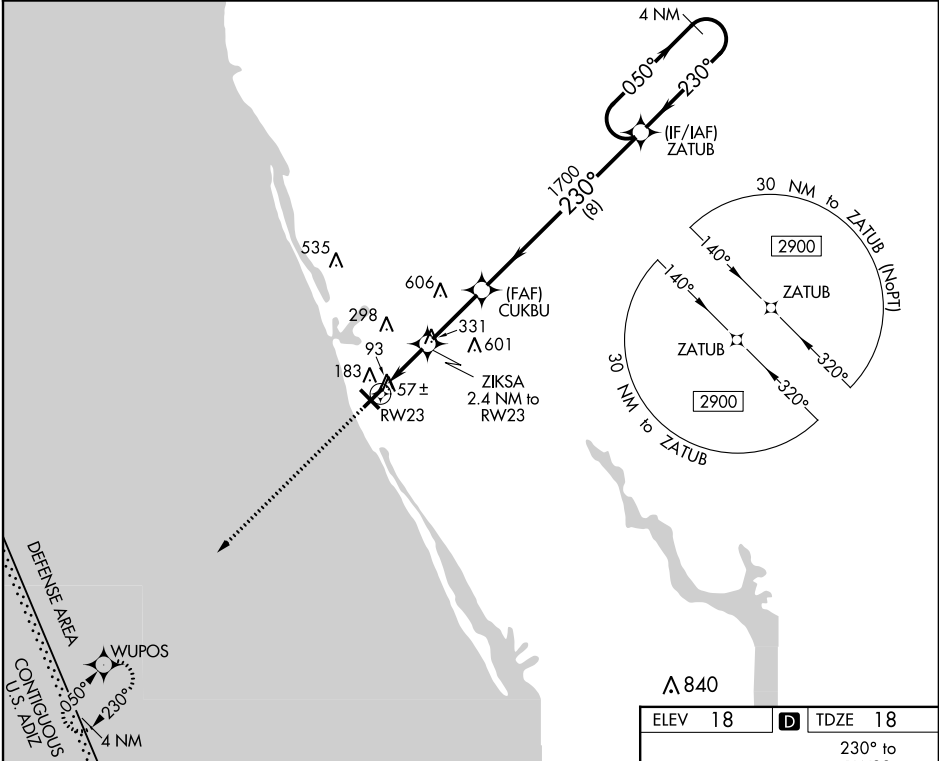 4 NM
050°
230°
(IF/IAF)
ZATUB
1700
230°
(8)
30 NM to ZATUB (NoPT)
2900
140°
ZATUB
320°
140°
ZATUB
320°
2900
30 NM to ZATUB
535
606
(FAF)
CUKBU
298
331
601
93
183
57±
RW23
ZIKSA
2.4 NM to
RW23
DEFENSE AREA
CONTIGUOUS
U.S. ADIZ
WUPOS
230°
4 NM
840
ELEV 18 D TDZE 18
230° to